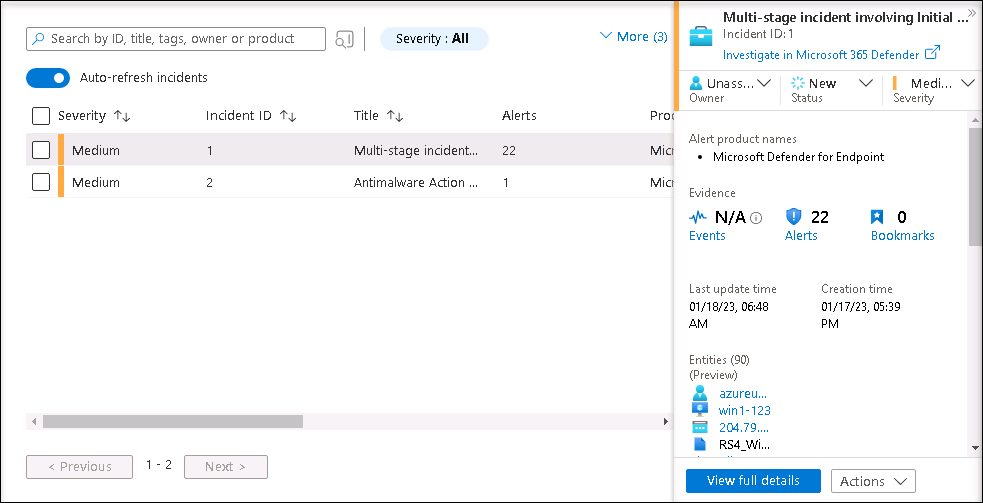 Search by ID, title, tags, owner or product
Severity : All
More (3)
Auto-refresh incidents
Severity Incident ID Title Alerts Proc
Medium 1 Multi-stage incident... 22 Micr
Medium 2 Antimalware Action ... 1 Micr
< Previous 1 - 2 Next >
Multi-stage incident involving Initial ...
Incident ID: 1
Investigate in Microsoft 365 Defender
Unass... New Medi...
Owner Status Severity
Alert product names
• Microsoft Defender for Endpoint
Evidence
N/A 22 0
Events Alerts Bookmarks
Last update time Creation time
01/18/23, 06:48 01/17/23, 05:39
AM PM
Entities (90)
(Preview)
azureu...
win1-123
204.79....
RS4_Wi...
View full details Actions